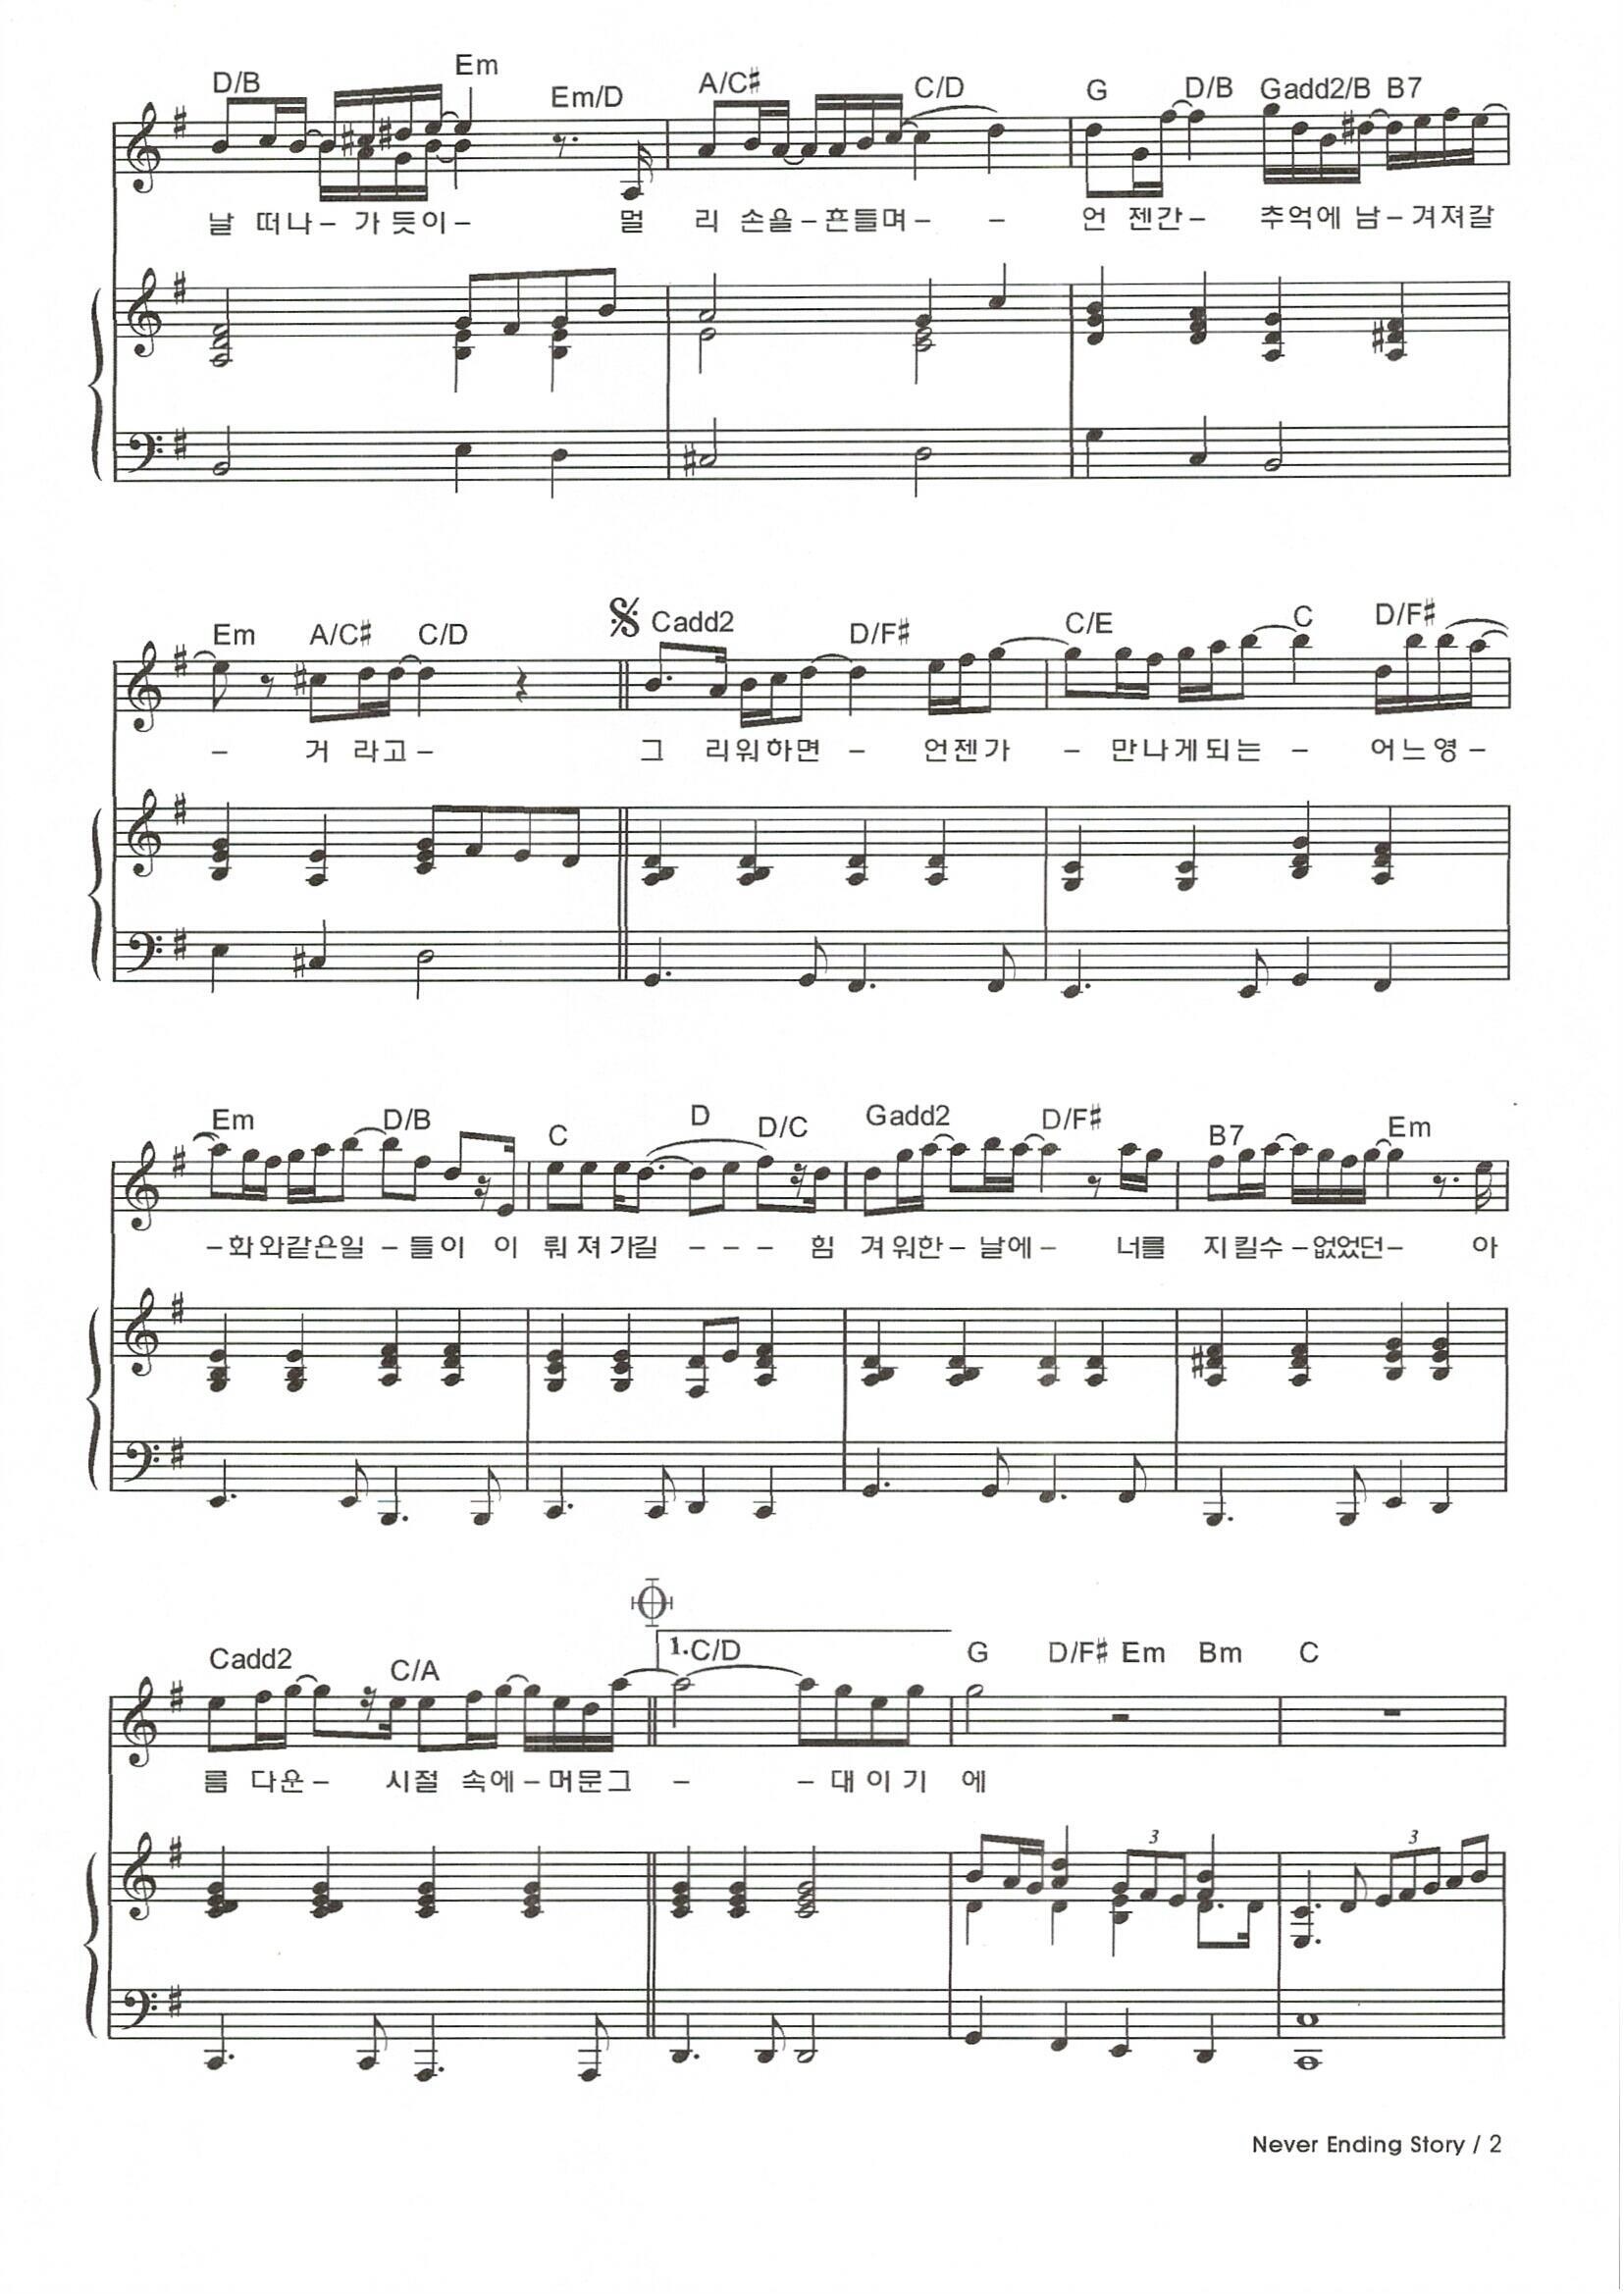 D/B Em Em/D A/C♯ C/D G D/B Gadd2/B B7
날 떠나– 가 듯이– 멀 리 손을–흔들며– – 언 젠간– 추억에 남–겨져갈
Em A/C♯ C/D Cadd2 D/F♯ C/E C D/F♯
– 거 라고– 그 리워하면 – 언젠가 – 만나게되는 – 어느영–
Em D/B C D D/C Gadd2 D/F♯ B7 Em
–화와같은일 –들이 이 뤄 져 가길 – – – 힘 겨워한– 날에– 너를 지킬수–없었던– 아
Cadd2 C/A 1. C/D G D/F♯ Em Bm C
름 다운– 시절 속에–머문그 – –대 이 기 에
3 3
Never Ending Story / 2